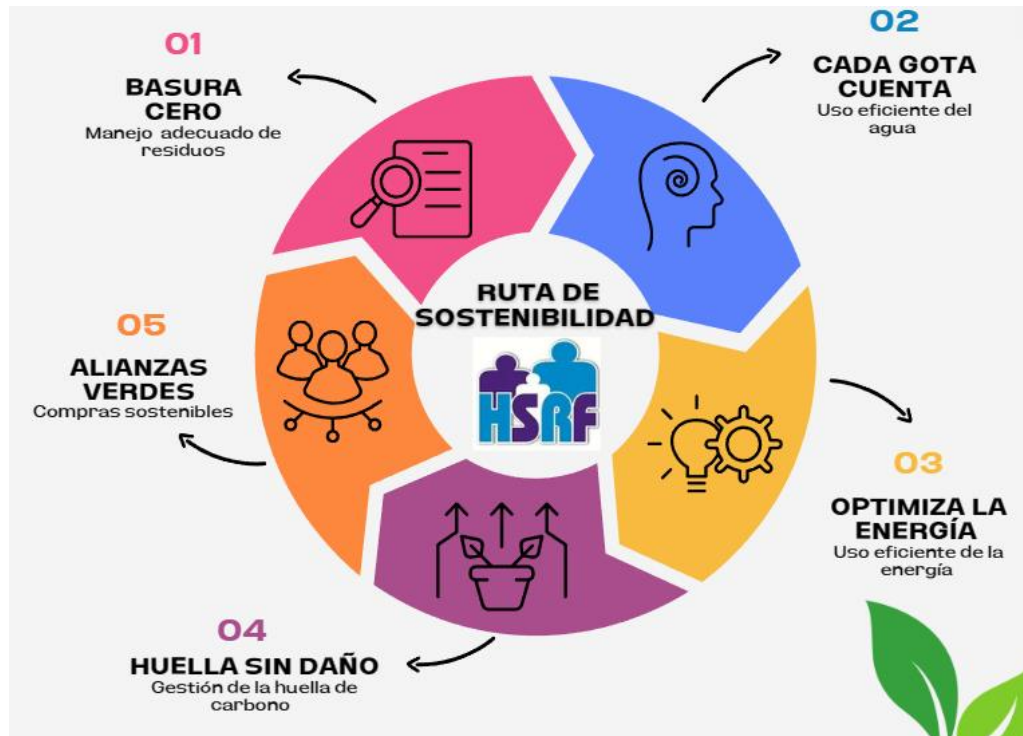 01
BASURA
CERO
Manejo adecuado de
residuos
02
CADA GOTA
CUENTA
Uso eficiente del
agua
RUTA DE
SOSTENIBILIDAD
HSRF
03
OPTIMIZA LA
ENERGÍA
Uso eficiente de la
energía
04
HUELLA SIN DAÑO
Gestión de la huella de
carbono
05
ALIANZAS
VERDES
Compras sostenibles